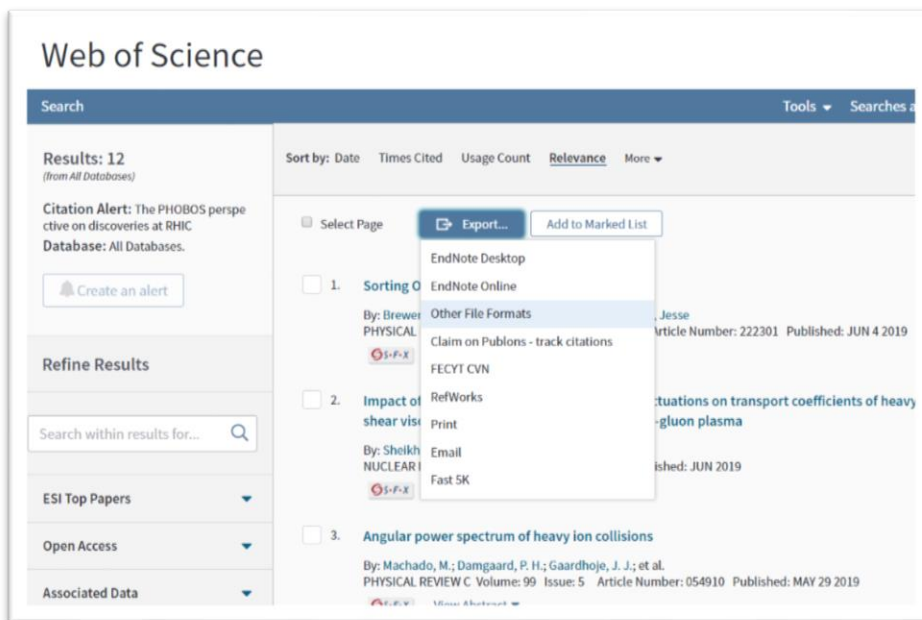 Web of Science
Search
Tools
Searches a
Results: 12
(from All Databases)
Citation Alert: The PHOBOS perspe
ctive on discoveries at RHIC
Database: All Databases.
Create an alert
Refine Results
Search within results for...
ESI Top Papers
Open Access
Associated Data
Sort by: Date Times Cited Usage Count Relevance More
Select Page
Export...
Add to Marked List
EndNote Desktop
EndNote Online
Other File Formats
Claim on Publons - track citations
FECYT CVN
RefWorks
Print
Email
Fast 5K
1. Sorting O
By: Brewer , Jesse
PHYSICAL Article Number: 222301 Published: JUN 4 2019
S·F·X
2. Impact of tuations on transport coefficients of heavy
shear visc -gluon plasma
By: Sheikh
NUCLEAR ished: JUN 2019
S·F·X
3. Angular power spectrum of heavy ion collisions
By: Machado, M.; Damgaard, P. H.; Gaardhoje, J. J.; et al.
PHYSICAL REVIEW C Volume: 99 Issue: 5 Article Number: 054910 Published: MAY 29 2019
S·F·X View Abstract